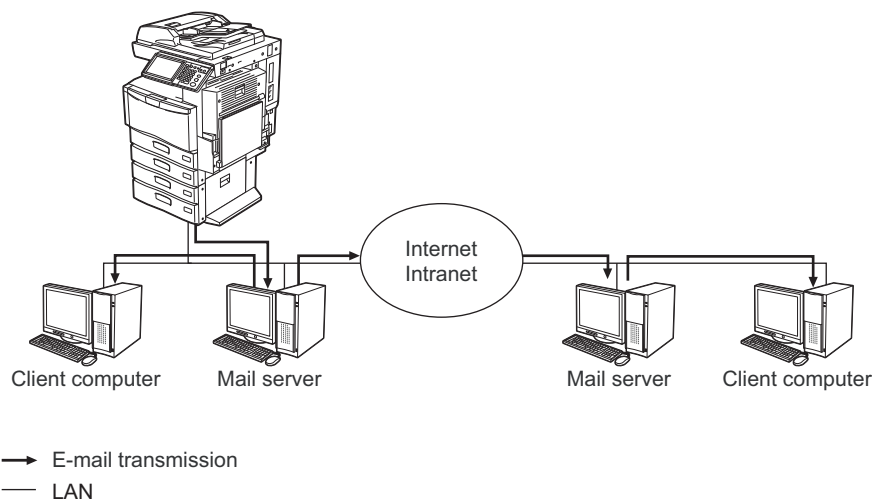 Internet
Intranet
Client computer
Mail server
Mail server
Client computer
E-mail transmission
LAN